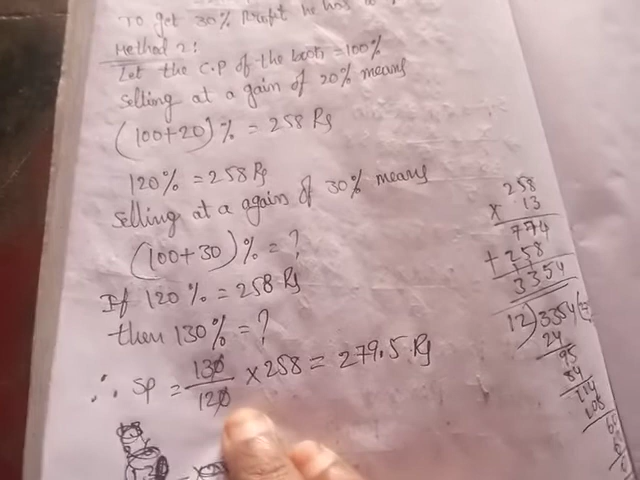 To get 30% Profit he has to
Method 2:
Let the C.P of the book = 100%
Selling at a gain of 20% means
(100+20)% = 258 Rs
120% = 258 Rs
Selling at a again of 30% means
(100+30)% = ?
If 120% = 258 Rs
then 130% = ?
∴ SP = 130/120 × 258 = 279.5 Rs
258
× 13
774
+ 258
3354
12) 3354 (
24
95
84
114
108